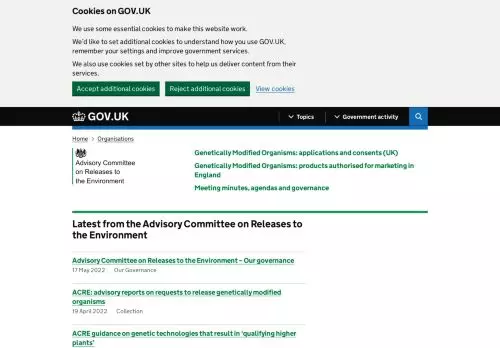 Cookies on GOV.UK
We use some essential cookies to make this website work.
We'd like to set additional cookies to understand how you use GOV.UK,
remember your settings and improve government services.
We also use cookies set by other sites to help us deliver content from their
services.
Accept additional cookies
Reject additional cookies
View cookies
GOV.UK
Topics
Government activity
Home
Organisations
Advisory Committee
on Releases to
the Environment
Genetically Modified Organisms: applications and consents (UK)
Genetically Modified Organisms: products authorised for marketing in
England
Meeting minutes, agendas and governance
Latest from the Advisory Committee on Releases to
the Environment
Advisory Committee on Releases to the Environment – Our governance
17 May 2022 Our Governance
ACRE: advisory reports on requests to release genetically modified
organisms
19 April 2022 Collection
ACRE guidance on genetic technologies that result in 'qualifying higher
plants'